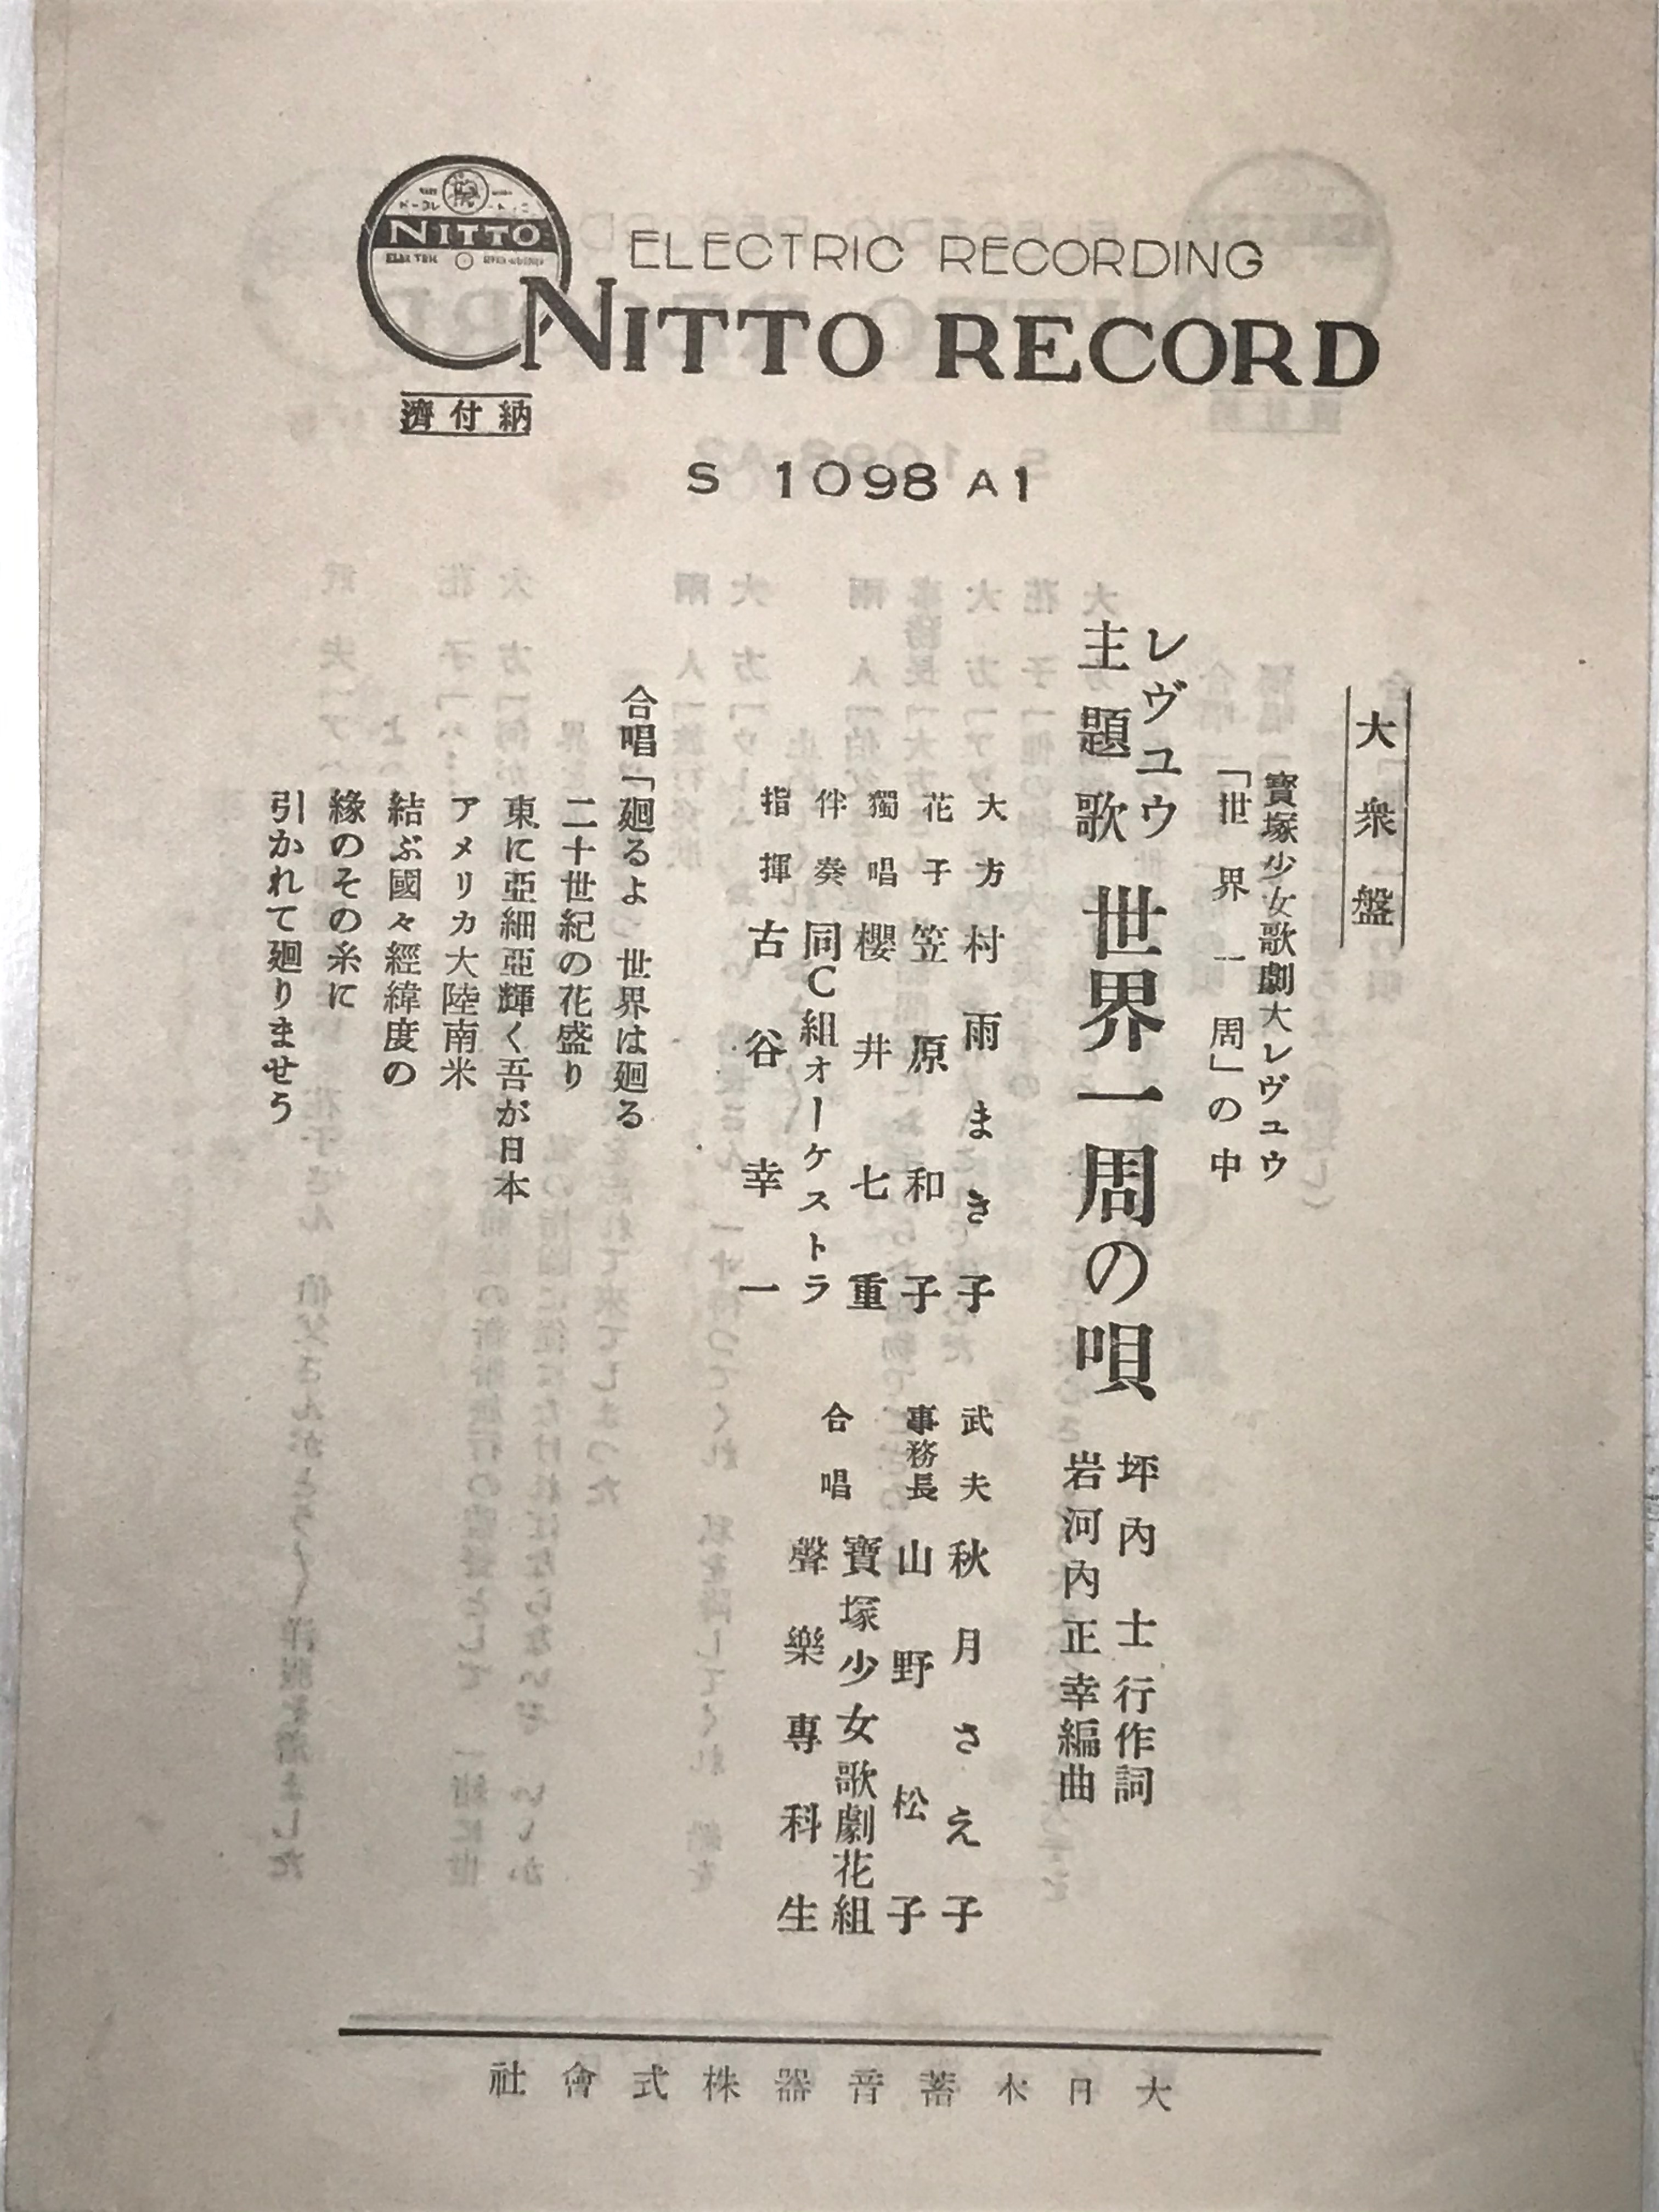 NITTO
ELECTRIC RECORDING
NITTO RECORD
濟付納
S 1098 A1
大衆盤
寶塚少女歌劇大レヴュウ
「世界一周」の中
レヴュウ
主題歌
世界一周の唄
坪內士行作詞
岩河內正幸編曲
大方 村雨まき子
花子 笠原和子
獨唱 櫻井七重
伴奏 同C組オーケストラ
指揮 古谷幸一
武夫 秋月さえ子
事務長 山野松子
合唱 寶塚少女歌劇花組
聲樂專科生
合唱「廻るよ 世界は廻る
二十世紀の花盛り
東に亞細亞輝く吾が日本
アメリカ大陸南米
結ぶ國々經緯度の
緣のその糸に
引かれて廻りませう
社會式株器音蓄本日大